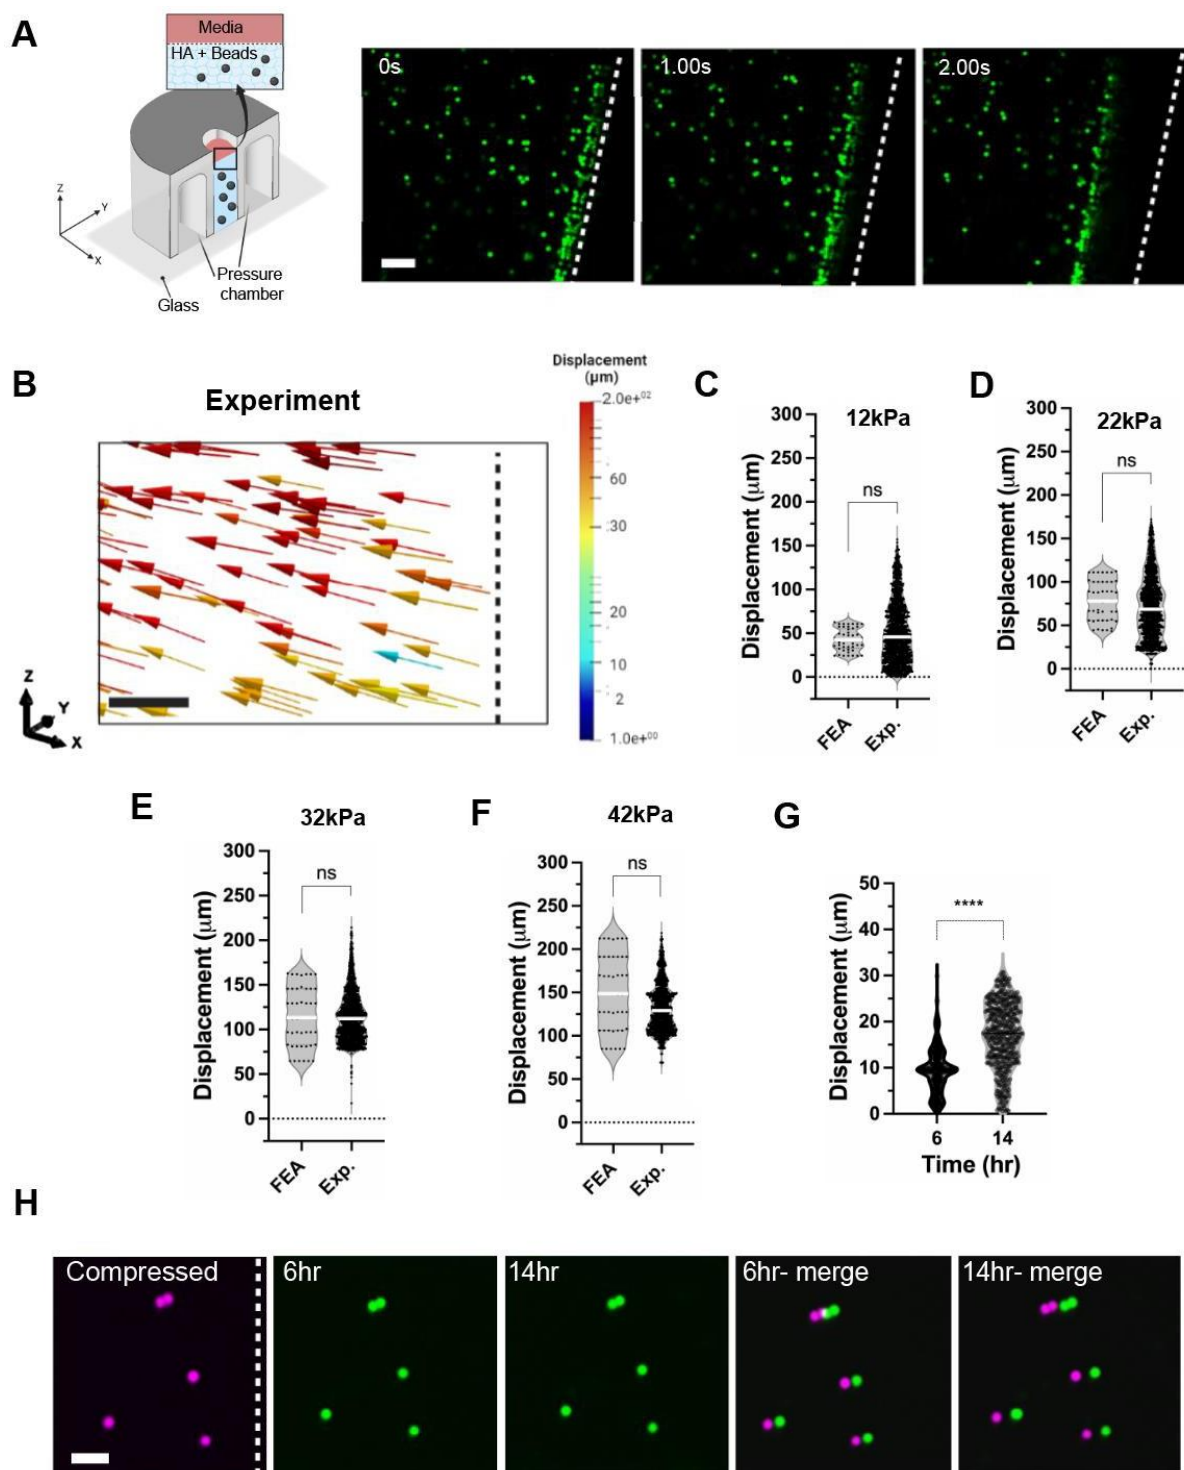 A
Media
HA + Beads
Z
Y
X
Pressure
chamber
Glass
0s
1.00s
2.00s
B
Experiment
Displacement
(µm)
2.0e+02
60
30
20
10
2
1.0e+00
Z
Y
X
C
12kPa
Displacement (µm)
300
250
200
150
100
50
0
ns
FEA
Exp.
D
22kPa
Displacement (µm)
300
250
200
150
100
50
0
ns
FEA
Exp.
E
32kPa
Displacement (µm)
300
250
200
150
100
50
0
ns
FEA
Exp.
F
42kPa
Displacement (µm)
300
250
200
150
100
50
0
ns
FEA
Exp.
G
Displacement (µm)
50
40
30
20
10
0
****
6
14
Time (hr)
H
Compressed
6hr
14hr
6hr- merge
14hr- merge